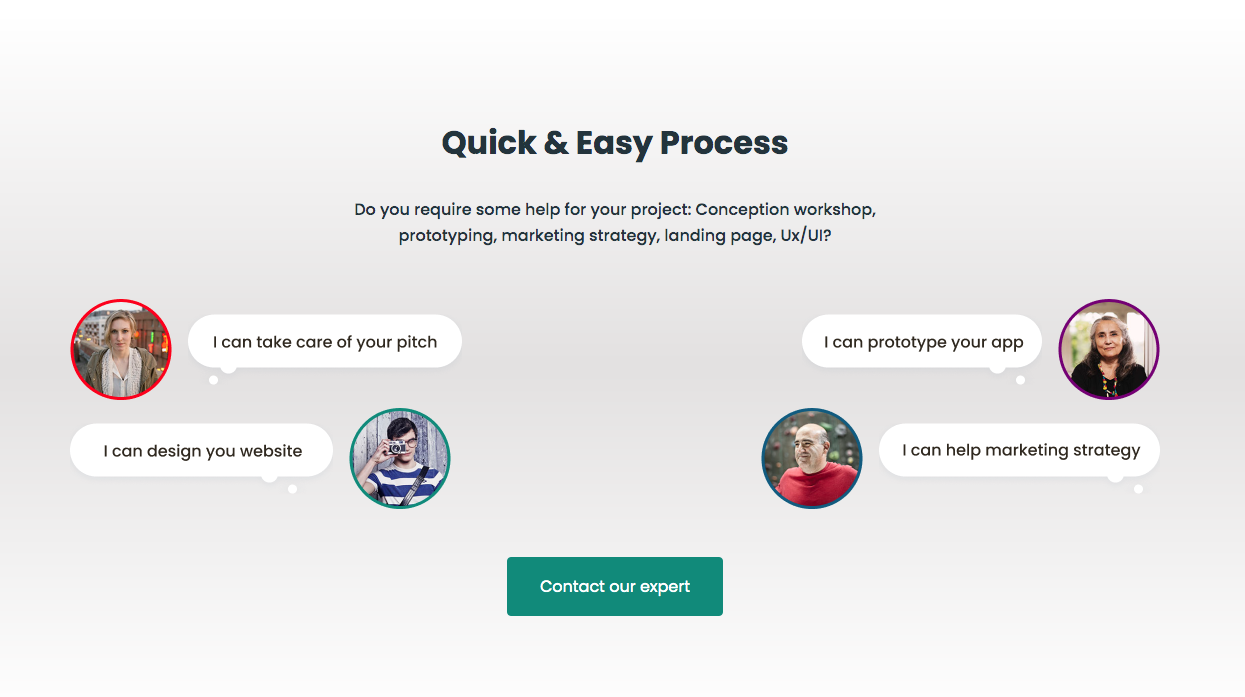 Quick & Easy Process
Do you require some help for your project: Conception workshop,
prototyping, marketing strategy, landing page, Ux/UI?
I can take care of your pitch
I can prototype your app
I can design you website
I can help marketing strategy
Contact our expert